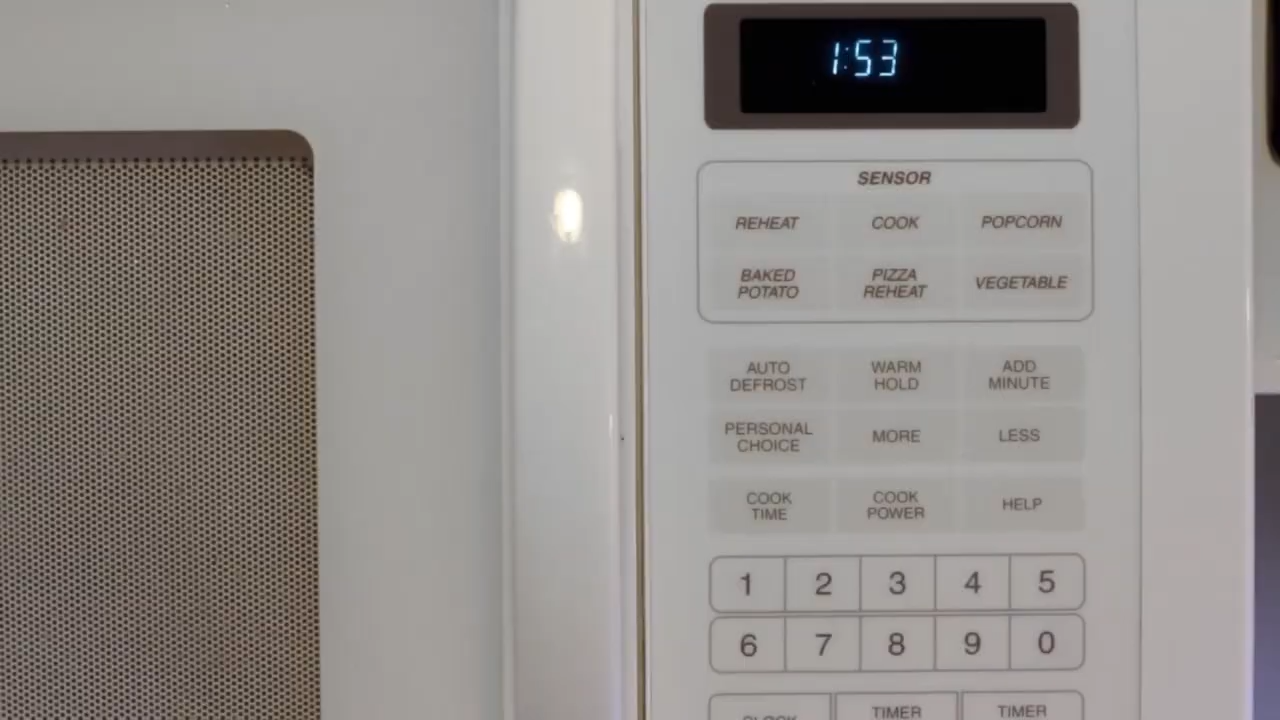 1:53
SENSOR
REHEAT COOK POPCORN
BAKED POTATO PIZZA REHEAT VEGETABLE
AUTO DEFROST WARM HOLD ADD MINUTE
PERSONAL CHOICE MORE LESS
COOK TIME COOK POWER HELP
1 2 3 4 5
6 7 8 9 0
CLOCK TIMER TIMER